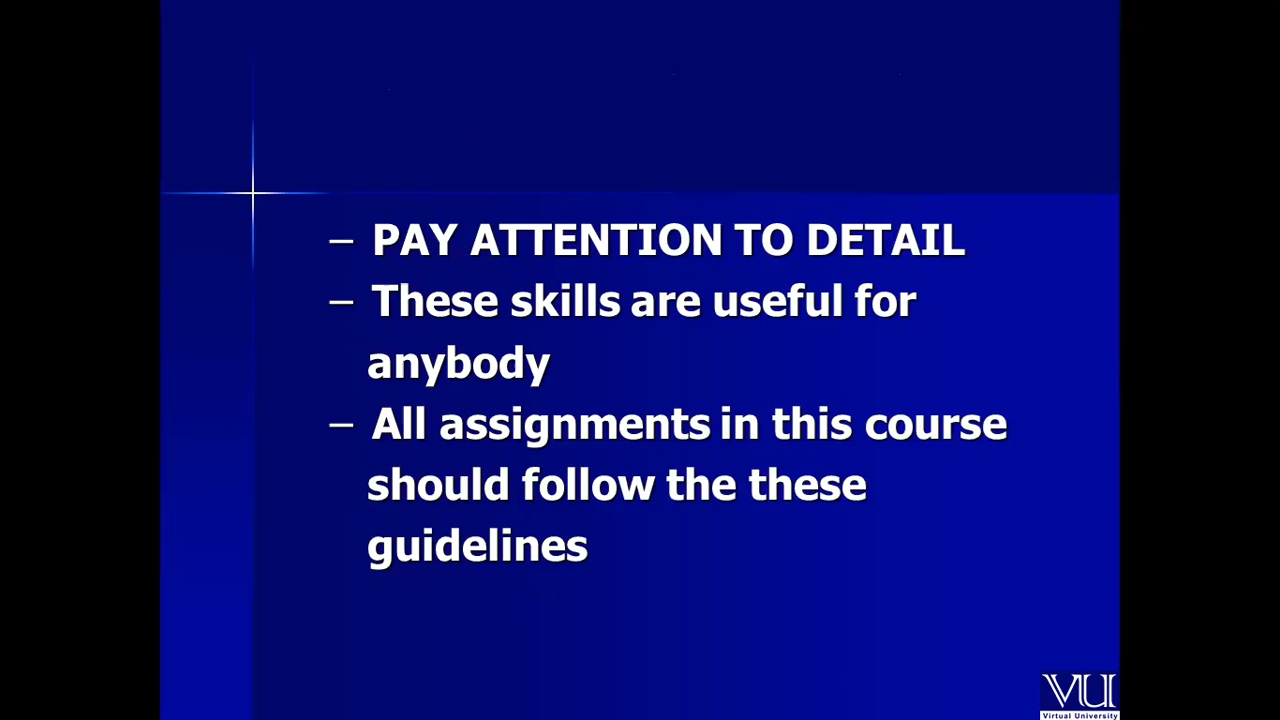 – PAY ATTENTION TO DETAIL
– These skills are useful for
anybody
– All assignments in this course
should follow the these
guidelines
VU
Virtual University